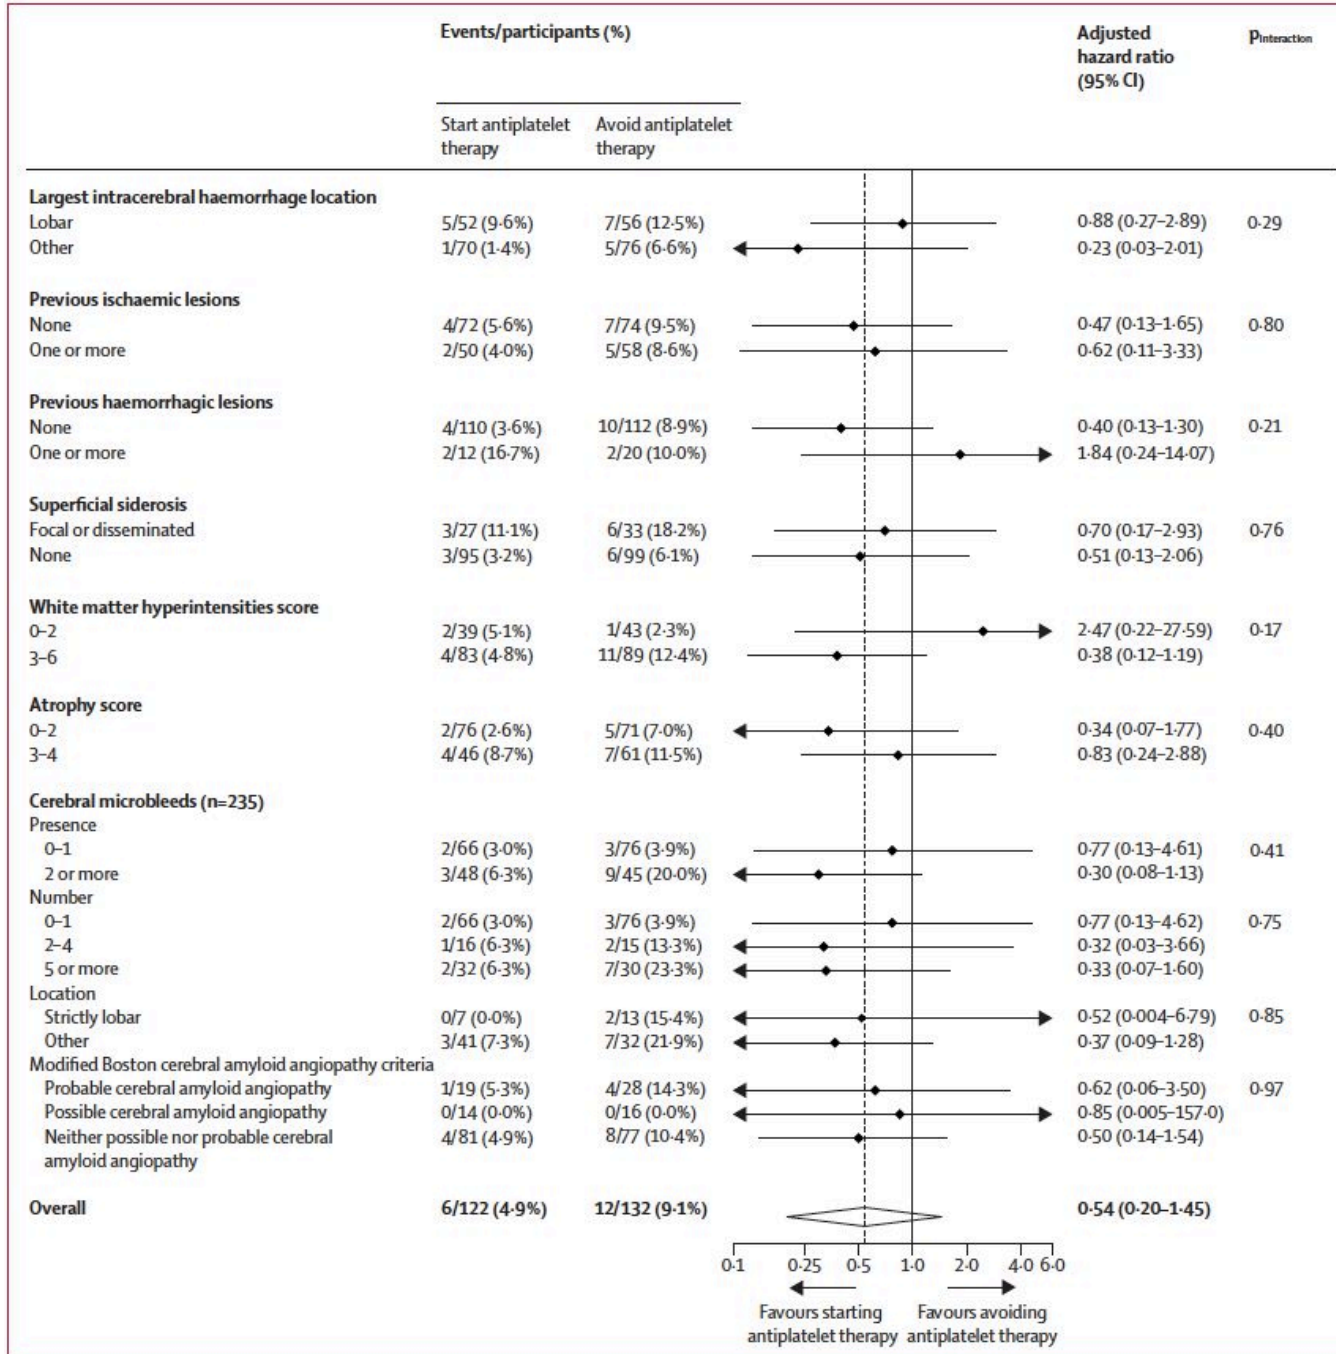 Events/participants (%) Adjusted hazard ratio (95% CI) pInteraction
Start antiplatelet therapy Avoid antiplatelet therapy
Largest intracerebral haemorrhage location
Lobar 5/52 (9·6%) 7/56 (12·5%) 0·88 (0·27–2·89) 0·29
Other 1/70 (1·4%) 5/76 (6·6%) 0·23 (0·03–2·01)
Previous ischaemic lesions
None 4/72 (5·6%) 7/74 (9·5%) 0·47 (0·13–1·65) 0·80
One or more 2/50 (4·0%) 5/58 (8·6%) 0·62 (0·11–3·33)
Previous haemorrhagic lesions
None 4/110 (3·6%) 10/112 (8·9%) 0·40 (0·13–1·30) 0·21
One or more 2/12 (16·7%) 2/20 (10·0%) 1·84 (0·24–14·07)
Superficial siderosis
Focal or disseminated 3/27 (11·1%) 6/33 (18·2%) 0·70 (0·17–2·93) 0·76
None 3/95 (3·2%) 6/99 (6·1%) 0·51 (0·13–2·06)
White matter hyperintensities score
0–2 2/39 (5·1%) 1/43 (2·3%) 2·47 (0·22–27·59) 0·17
3–6 4/83 (4·8%) 11/89 (12·4%) 0·38 (0·12–1·19)
Atrophy score
0–2 2/76 (2·6%) 5/71 (7·0%) 0·34 (0·07–1·77) 0·40
3–4 4/46 (8·7%) 7/61 (11·5%) 0·83 (0·24–2·88)
Cerebral microbleeds (n=235)
Presence
0–1 2/66 (3·0%) 3/76 (3·9%) 0·77 (0·13–4·61) 0·41
2 or more 3/48 (6·3%) 9/45 (20·0%) 0·30 (0·08–1·13)
Number
0–1 2/66 (3·0%) 3/76 (3·9%) 0·77 (0·13–4·62) 0·75
2–4 1/16 (6·3%) 2/15 (13·3%) 0·32 (0·03–3·66)
5 or more 2/32 (6·3%) 7/30 (23·3%) 0·33 (0·07–1·60)
Location
Strictly lobar 0/7 (0·0%) 2/13 (15·4%) 0·52 (0·004–6·79) 0·85
Other 3/41 (7·3%) 7/32 (21·9%) 0·37 (0·09–1·28)
Modified Boston cerebral amyloid angiopathy criteria
Probable cerebral amyloid angiopathy 1/19 (5·3%) 4/28 (14·3%) 0·62 (0·06–3·50) 0·97
Possible cerebral amyloid angiopathy 0/14 (0·0%) 0/16 (0·0%) 0·85 (0·005–157·0)
Neither possible nor probable cerebral 4/81 (4·9%) 8/77 (10·4%) 0·50 (0·14–1·54)
amyloid angiopathy
Overall 6/122 (4·9%) 12/132 (9·1%) 0·54 (0·20–1·45)
0·1 0·25 0·5 1·0 2·0 4·0 6·0
Favours starting antiplatelet therapy Favours avoiding antiplatelet therapy